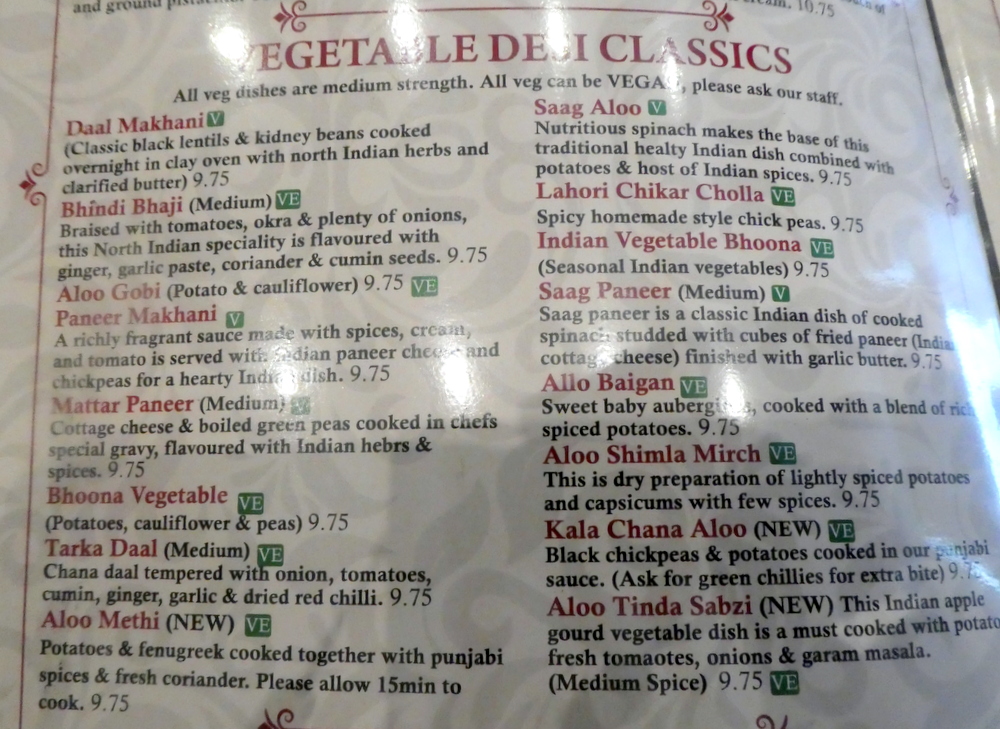 and ground
10.75
VEGETABLE DESI CLASSICS
All veg dishes are medium strength. All veg can be VEGA , please ask our staff.
Daal Makhani V
(Classic black lentils & kidney beans cooked
overnight in clay oven with north Indian herbs and
clarified butter) 9.75
Bhindi Bhaji (Medium) VE
Braised with tomatoes, okra & plenty of onions,
this North Indian speciality is flavoured with
ginger, garlic paste, coriander & cumin seeds. 9.75
Aloo Gobi (Potato & cauliflower) 9.75 VE
Paneer Makhani V
A richly fragrant sauce made with spices, cream,
and tomato is served with Indian paneer cheese and
chickpeas for a hearty Indian dish. 9.75
Mattar Paneer (Medium)
Cottage cheese & boiled green peas cooked in chefs
special gravy, flavoured with Indian hebrs &
spices. 9.75
Bhoona Vegetable VE
(Potatoes, cauliflower & peas) 9.75
Tarka Daal (Medium) VE
Chana daal tempered with onion, tomatoes,
cumin, ginger, garlic & dried red chilli. 9.75
Aloo Methi (NEW) VE
Potatoes & fenugreek cooked together with punjabi
spices & fresh coriander. Please allow 15min to
cook. 9.75
Saag Aloo V
Nutritious spinach makes the base of this
traditional healty Indian dish combined with
potatoes & host of Indian spices. 9.75
Lahori Chikar Cholla VE
Spicy homemade style chick peas. 9.75
Indian Vegetable Bhoona VE
(Seasonal Indian vegetables) 9.75
Saag Paneer (Medium) V
Saag paneer is a classic Indian dish of cooked
spinach studded with cubes of fried paneer (India
cottage cheese) finished with garlic butter. 9.75
Allo Baigan VE
Sweet baby aubergines, cooked with a blend of rich
spiced potatoes. 9.75
Aloo Shimla Mirch VE
This is dry preparation of lightly spiced potatoes
and capsicums with few spices. 9.75
Kala Chana Aloo (NEW) VE
Black chickpeas & potatoes cooked in our punjabi
sauce. (Ask for green chillies for extra bite) 9.75
Aloo Tinda Sabzi (NEW) This Indian apple
gourd vegetable dish is a must cooked with potato
fresh tomaotes, onions & garam masala.
(Medium Spice) 9.75 VE